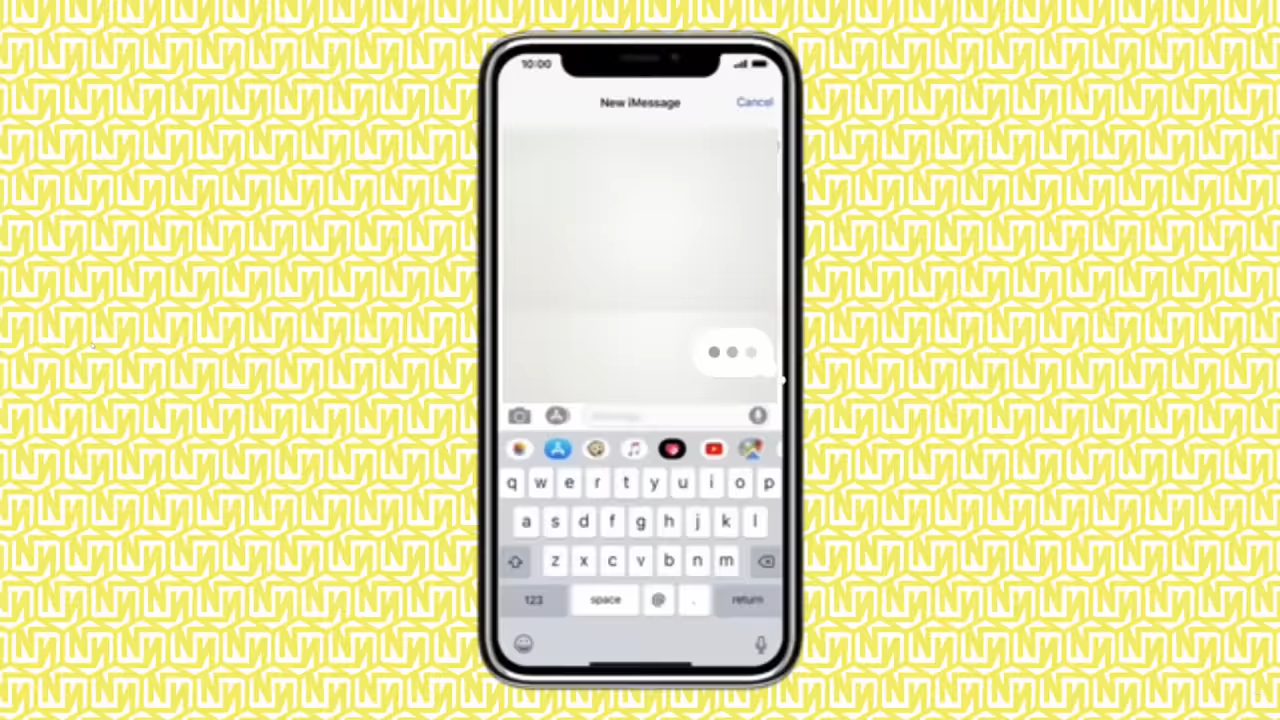 10:00
New iMessage Cancel
q w e r t y u i o p
a s d f g h j k l
z x c v b n m
123 space @ . return